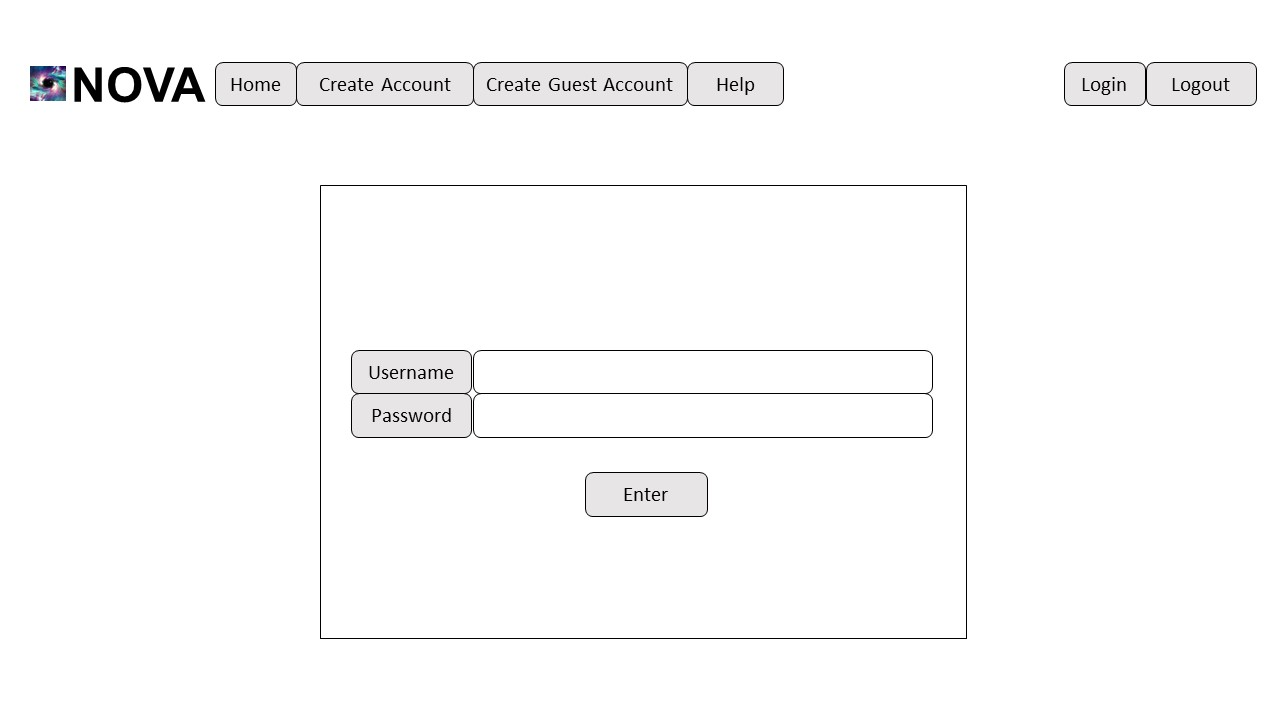 NOVA Home Create Account Create Guest Account Help Login Logout
Username
Password
Enter